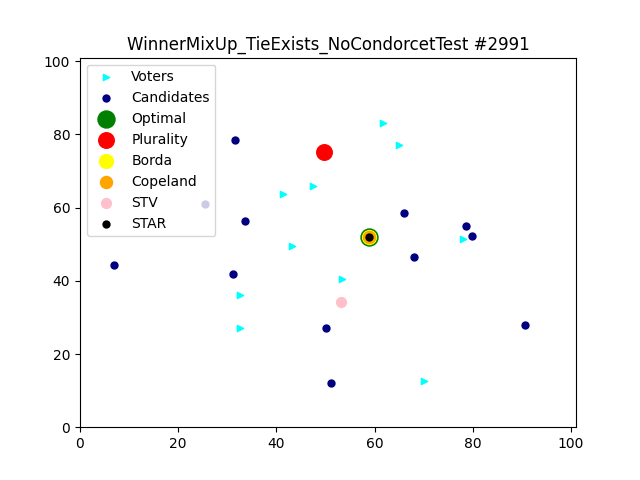 WinnerMixUp_TieExists_NoCondorcetTest #2991
100
80
60
40
20
0
0
20
40
60
80
100
Voters
Candidates
Optimal
Plurality
Borda
Copeland
STV
STAR